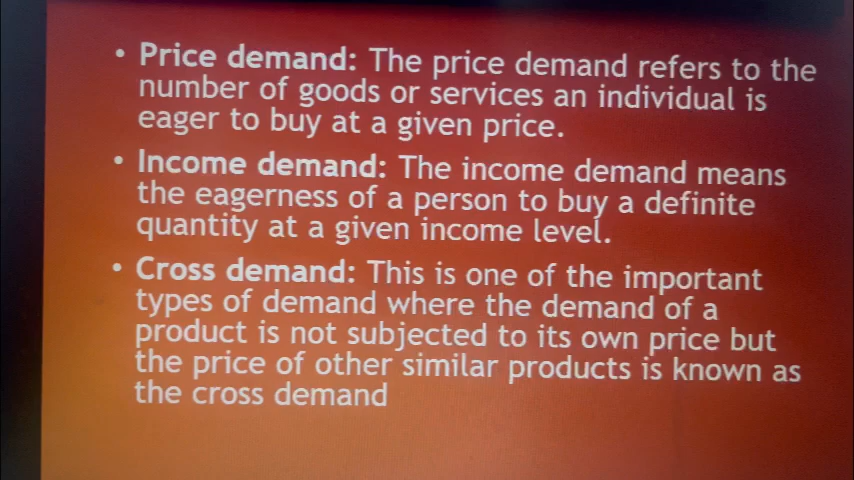 • Price demand: The price demand refers to the
number of goods or services an individual is
eager to buy at a given price.
• Income demand: The income demand means
the eagerness of a person to buy a definite
quantity at a given income level.
• Cross demand: This is one of the important
types of demand where the demand of a
product is not subjected to its own price but
the price of other similar products is known as
the cross demand